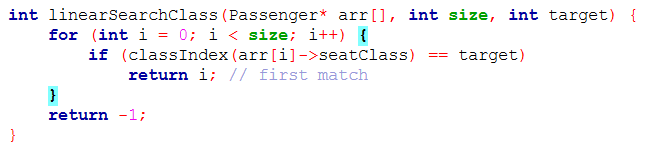 int linearSearchClass(Passenger* arr[], int size, int target) {
    for (int i = 0; i < size; i++) {
        if (classIndex(arr[i]->seatClass) == target)
            return i; // first match
    }
    return -1;
}